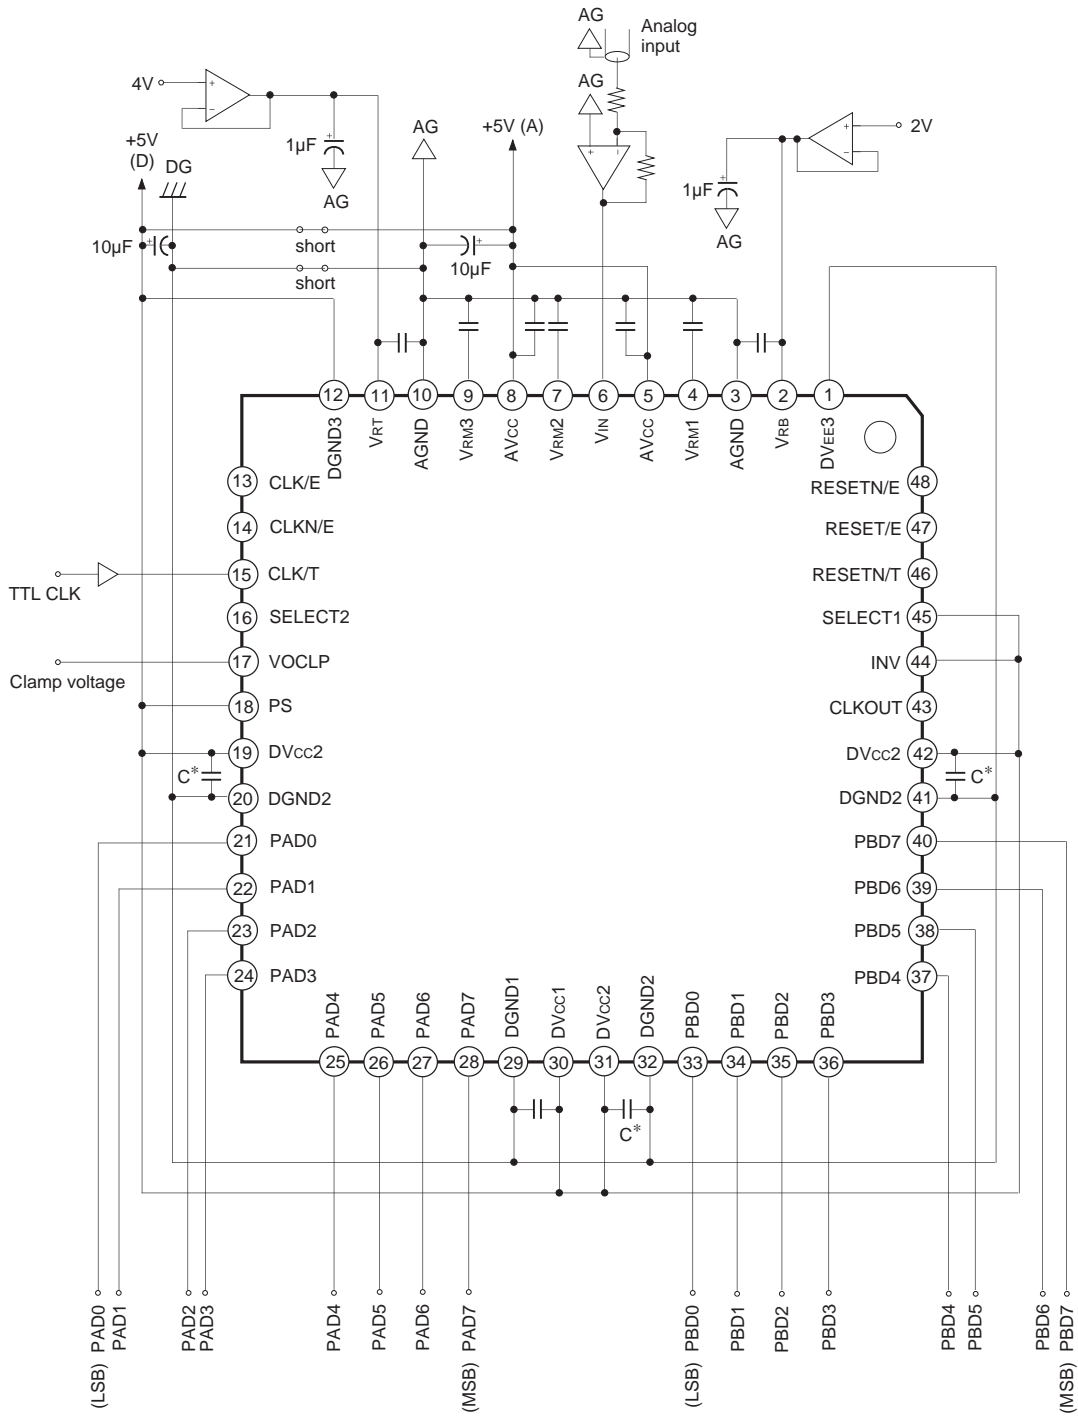 AG
Analog
input
4V
AG
+5V
(D)
DG
1µF
AG
AG
+5V (A)
1µF
AG
2V
10µF
short
10µF
short
12
11
10
9
8
7
6
5
4
3
2
1
DGND3
VRT
AGND
VRM3
AVCC
VRM2
VIN
AVCC
VRM1
AGND
VRB
DVEE3
13 CLK/E
14 CLKN/E
TTL CLK
15 CLK/T
16 SELECT2
Clamp voltage
17 VOCLP
18 PS
19 DVCC2
C*
20 DGND2
21 PAD0
22 PAD1
23 PAD2
24 PAD3
RESETN/E 48
RESET/E 47
RESETN/T 46
SELECT1 45
INV 44
CLKOUT 43
DVCC2 42
C*
DGND2 41
PBD7 40
PBD6 39
PBD5 38
PBD4 37
PAD4
PAD5
PAD6
PAD7
DGND1
DVCC1
DVCC2
DGND2
PBD0
PBD1
PBD2
PBD3
25
26
27
28
29
30
31
32
33
34
35
36
C*
(LSB) PAD0
PAD1
PAD2
PAD3
PAD4
PAD5
PAD6
(MSB) PAD7
(LSB) PBD0
PBD1
PBD2
PBD3
PBD4
PBD5
PBD6
(MSB) PBD7